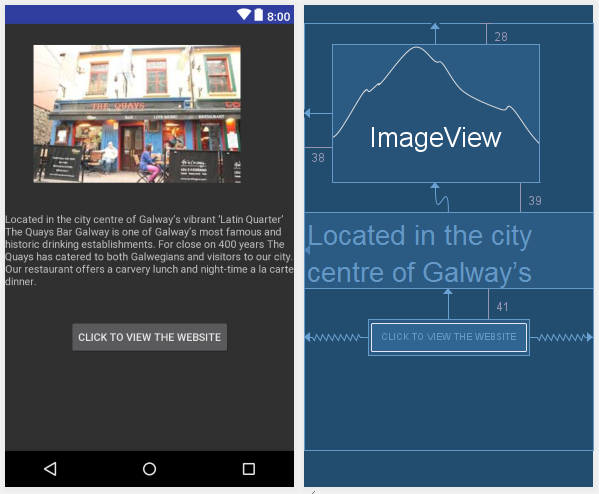 8:00
THE QUAYS
BAR
LIVE MUSIC
RESTAURANT
Located in the city centre of Galway's vibrant 'Latin Quarter'
The Quays Bar Galway is one of Galway's most famous and
historic drinking establishments. For close on 400 years The
Quays has catered to both Galwegians and visitors to our city.
Our restaurant offers a carvery lunch and night-time a la carte
dinner.
CLICK TO VIEW THE WEBSITE
28
ImageView
38
39
Located in the city
centre of Galway's
41
CLICK TO VIEW THE WEBSITE